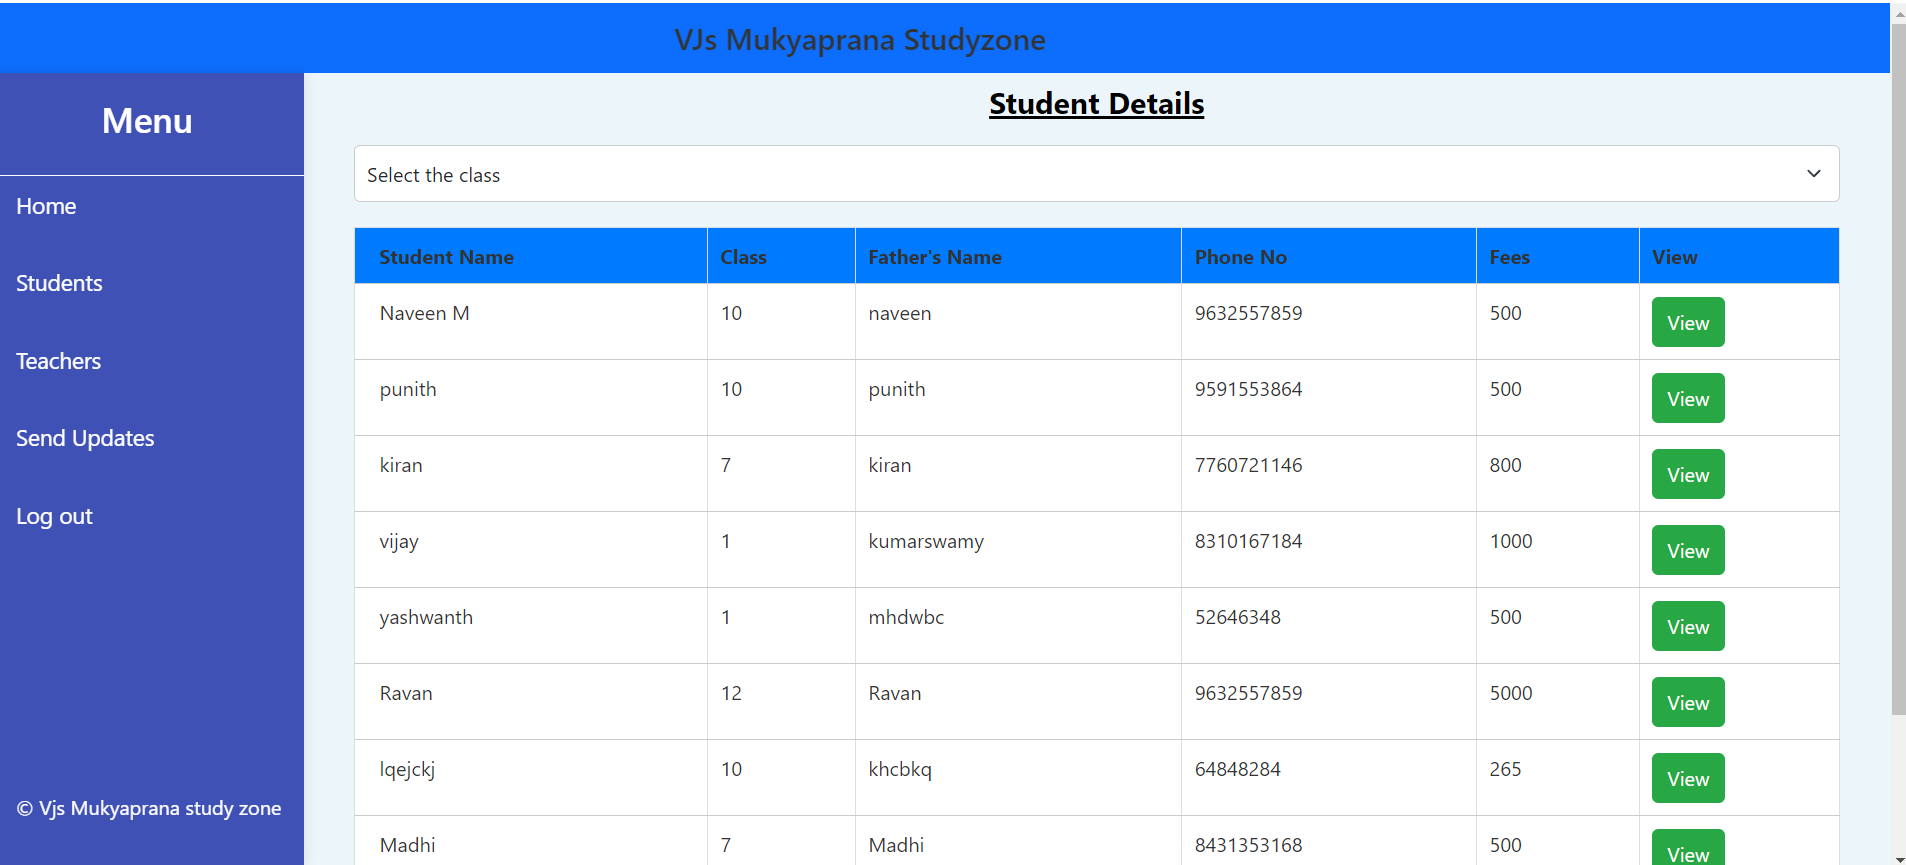 VJs Mukyaprana Studyzone
Menu
Home
Students
Teachers
Send Updates
Log out
© Vjs Mukyaprana study zone
Student Details
Select the class
Student Name Class Father's Name Phone No Fees View
Naveen M 10 naveen 9632557859 500 View
punith 10 punith 9591553864 500 View
kiran 7 kiran 7760721146 800 View
vijay 1 kumarswamy 8310167184 1000 View
yashwanth 1 mhdwbc 52646348 500 View
Ravan 12 Ravan 9632557859 5000 View
lqejckj 10 khcbkq 64848284 265 View
Madhi 7 Madhi 8431353168 500 View